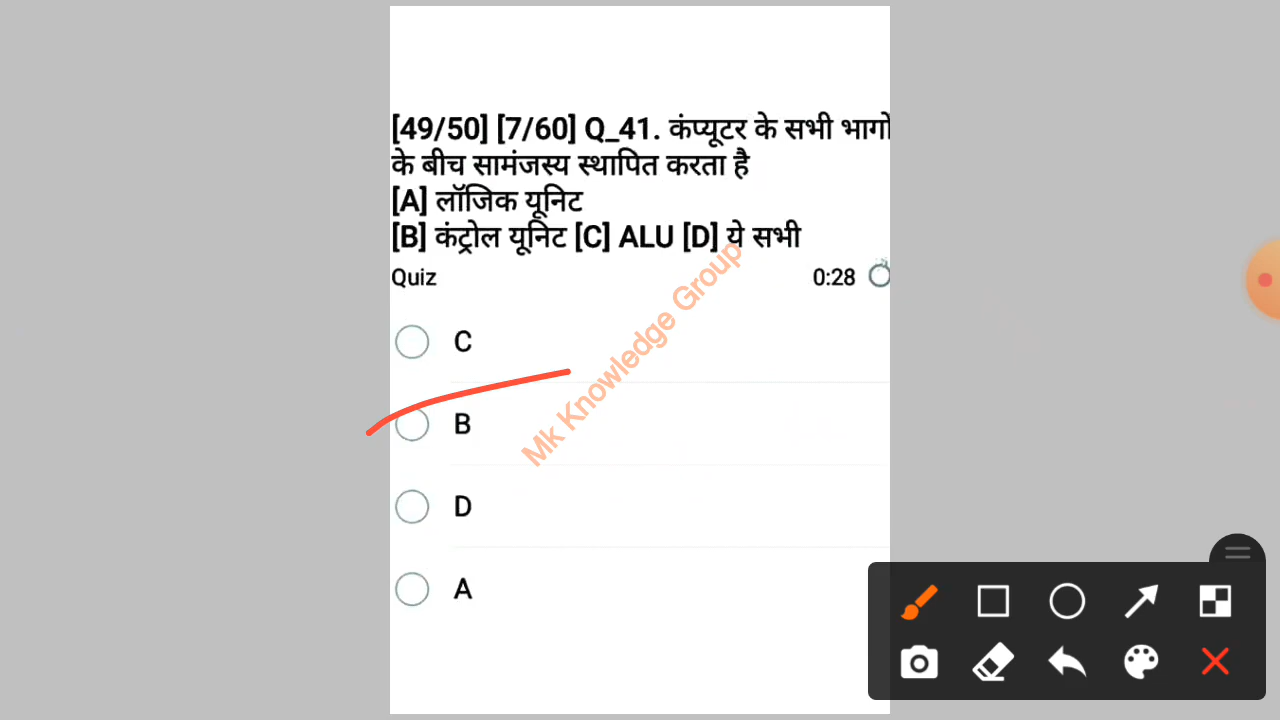 [49/50] [7/60] Q_41. कंप्यूटर के सभी भागों
के बीच सामंजस्य स्थापित करता है
[A] लॉजिक यूनिट
[B] कंट्रोल यूनिट [C] ALU [D] ये सभी
Quiz 0:28
C
B
D
A
Mk Knowledge Group